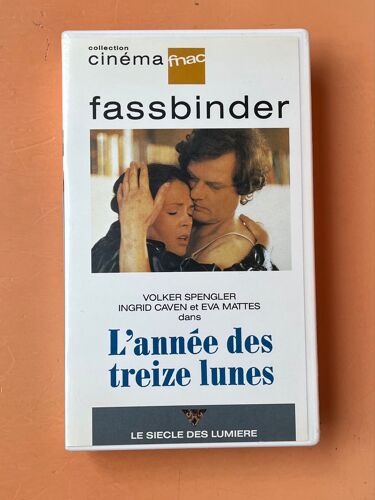 collection
cinéma fnac
fassbinder
VOLKER SPENGLER
INGRID CAVEN et EVA MATTES
dans
L'année des
treize lunes
LE SIECLE DES LUMIERE